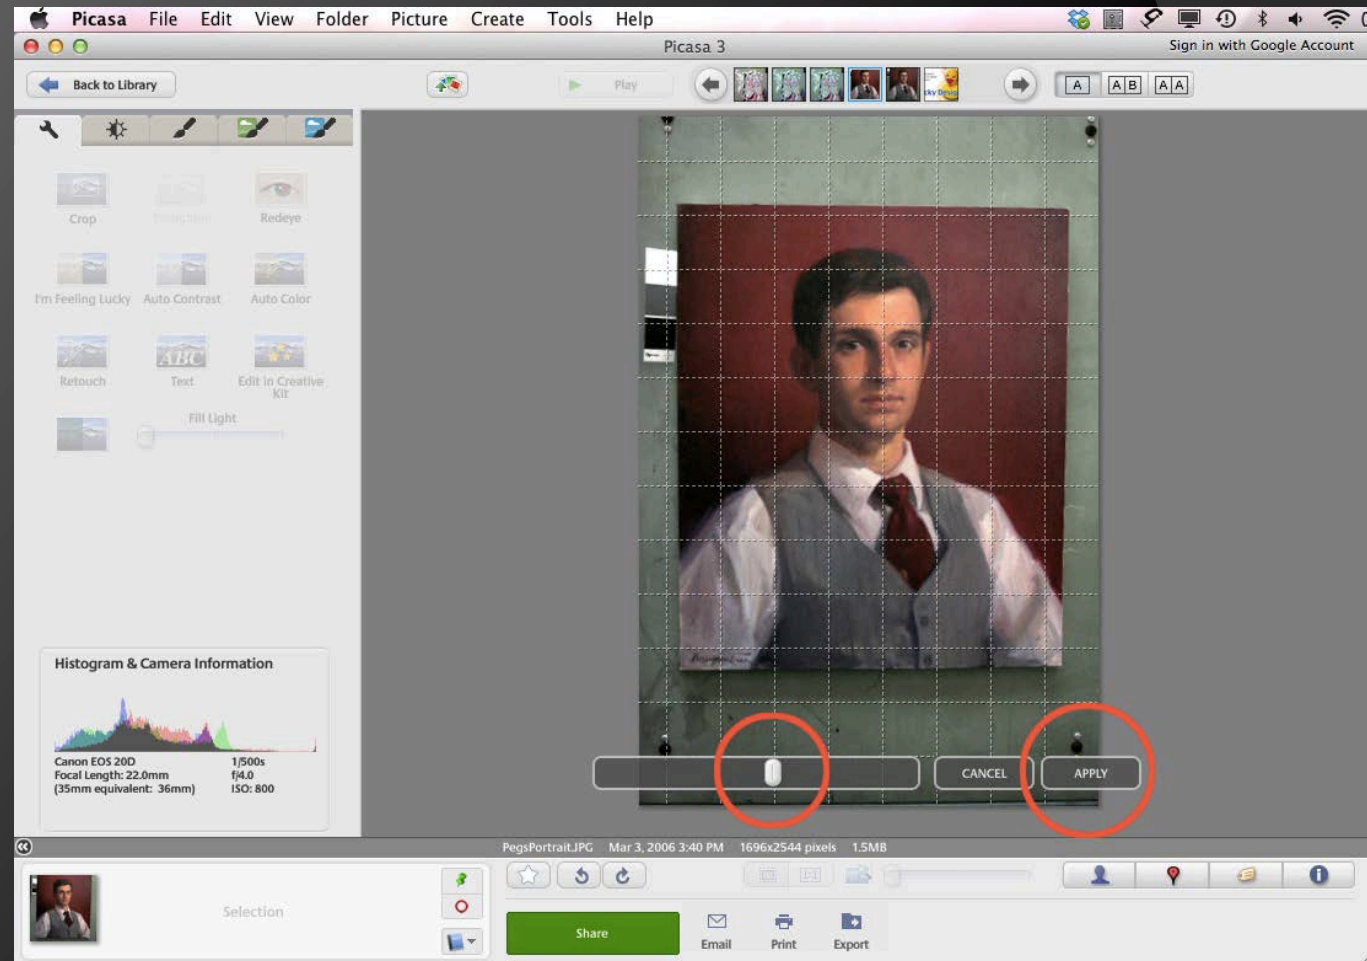 Picasa File Edit View Folder Picture Create Tools Help
Picasa 3
Sign in with Google Account
Back to Library
Play
A
A B
A A
Crop
Redeye
I'm Feeling Lucky Auto Contrast Auto Color
ABC
Retouch Text Edit in Creative
Kit
Fill Light
Histogram & Camera Information
Canon EOS 20D 1/500s
Focal Length: 22.0mm f/4.0
(35mm equivalent: 36mm) ISO: 800
CANCEL APPLY
PegsPortrait.JPG Mar 3, 2006 3:40 PM 1696x2544 pixels 1.5MB
Selection
Share
Email Print Export